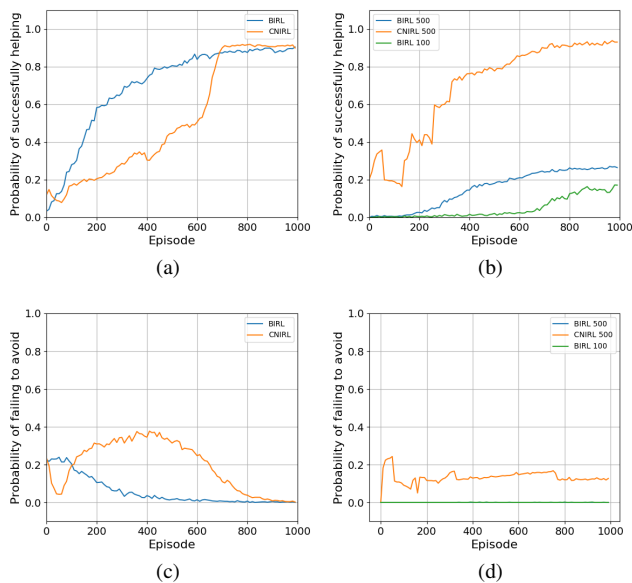 BIRL
CNIRL
Probability of successfully helping
1.0
0.8
0.6
0.4
0.2
0.0
0 200 400 600 800 1000
Episode
(a)
BIRL 500
CNIRL 500
BIRL 100
Probability of successfully helping
1.0
0.8
0.6
0.4
0.2
0.0
0 200 400 600 800 1000
Episode
(b)
BIRL
CNIRL
Probability of failing to avoid
1.0
0.8
0.6
0.4
0.2
0.0
0 200 400 600 800 1000
Episode
(c)
BIRL 500
CNIRL 500
BIRL 100
Probability of failing to avoid
1.0
0.8
0.6
0.4
0.2
0.0
0 200 400 600 800 1000
Episode
(d)